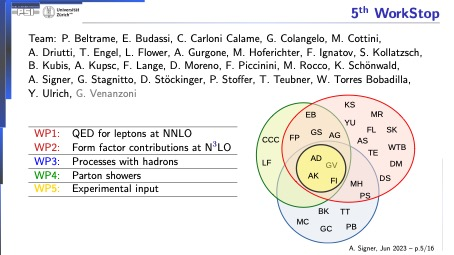 Universität
Zürich
5th WorkStop
Team: P. Beltrame, E. Budassi, C. Carloni Calame, G. Colangelo, M. Cottini,
A. Driutti, T. Engel, L. Flower, A. Gurgone, M. Hoferichter, F. Ignatov, S. Kollatzsch,
B. Kubis, A. Kupsc, F. Lange, D. Moreno, F. Piccinini, M. Rocco, K. Schönwald,
A. Signer, G. Stagnitto, D. Stöckinger, P. Stoffer, T. Teubner, W. Torres Bobadilla,
Y. Ulrich, G. Venanzoni
WP1: QED for leptons at NNLO
WP2: Form factor contributions at N³LO
WP3: Processes with hadrons
WP4: Parton showers
WP5: Experimental input
KS
EB YU MR
CCC FP GS AG FL SK
AS WTB
LF AD GV TE DM
AK FI MH DS
PS
BK TT
MC GC PB
A. Signer, Jun 2023 – p.5/16